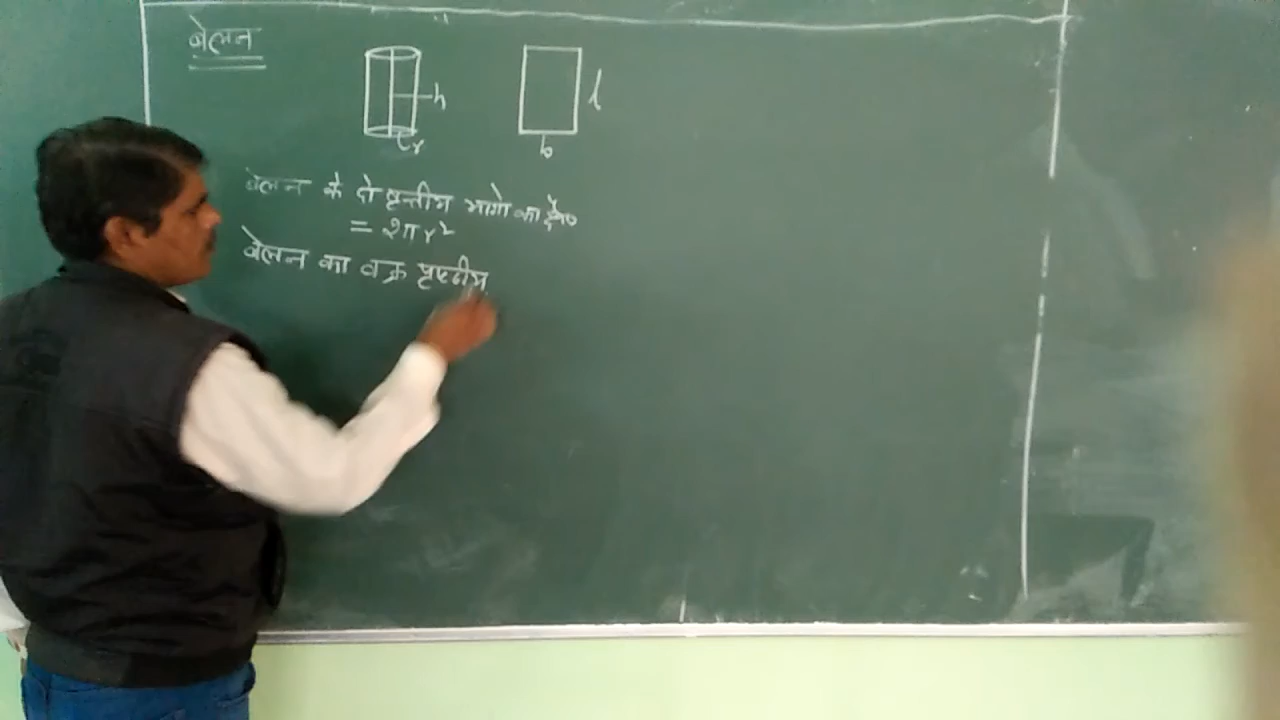 बेलन
h
r
l
b
बेलन के दो वृत्तीय भागो का क्षे०
= 2πr²
बेलन का वक्र पृष्ठीय